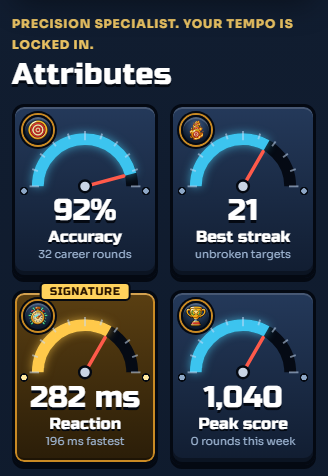 PRECISION SPECIALIST. YOUR TEMPO IS
LOCKED IN.
Attributes
92%
Accuracy
32 career rounds
21
Best streak
unbroken targets
SIGNATURE
282 ms
Reaction
196 ms fastest
1,040
Peak score
0 rounds this week